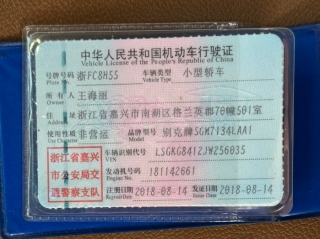 中华人民共和国机动车行驶证
Vehicle License of the People's Republic of China
号牌号码 浙FC8H55 车辆类型 小型轿车
Plate No. Vehicle Type
所有人 王海丽
Owner
住址 浙江省嘉兴市南湖区格兰英郡70幢501室
Address
使用性质 非营运 品牌型号 别克牌SGM7134LAA1
Use Character Model
浙江省嘉兴 车辆识别代号 LSGKG8412JW256035
VIN
市公安局交 发动机号码 181142661
Engine No.
通警察支队 注册日期 2018-08-14 发证日期 2018-08-14
Register Date Issue Date